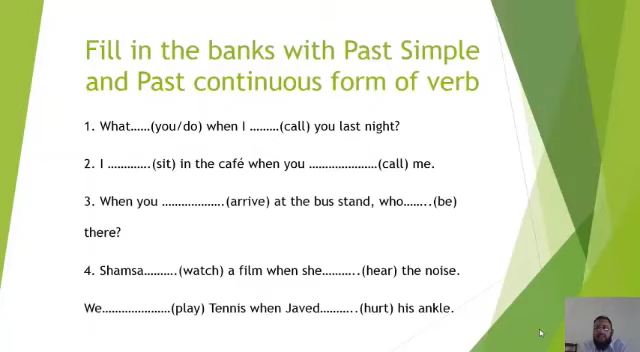 Fill in the banks with Past Simple
and Past continuous form of verb
1. What……(you/do) when I ………(call) you last night?
2. I ………….(sit) in the café when you …………………(call) me.
3. When you ……………….(arrive) at the bus stand, who……..(be)
there?
4. Shamsa……….(watch) a film when she………..(hear) the noise.
We…………………(play) Tennis when Javed………..(hurt) his ankle.